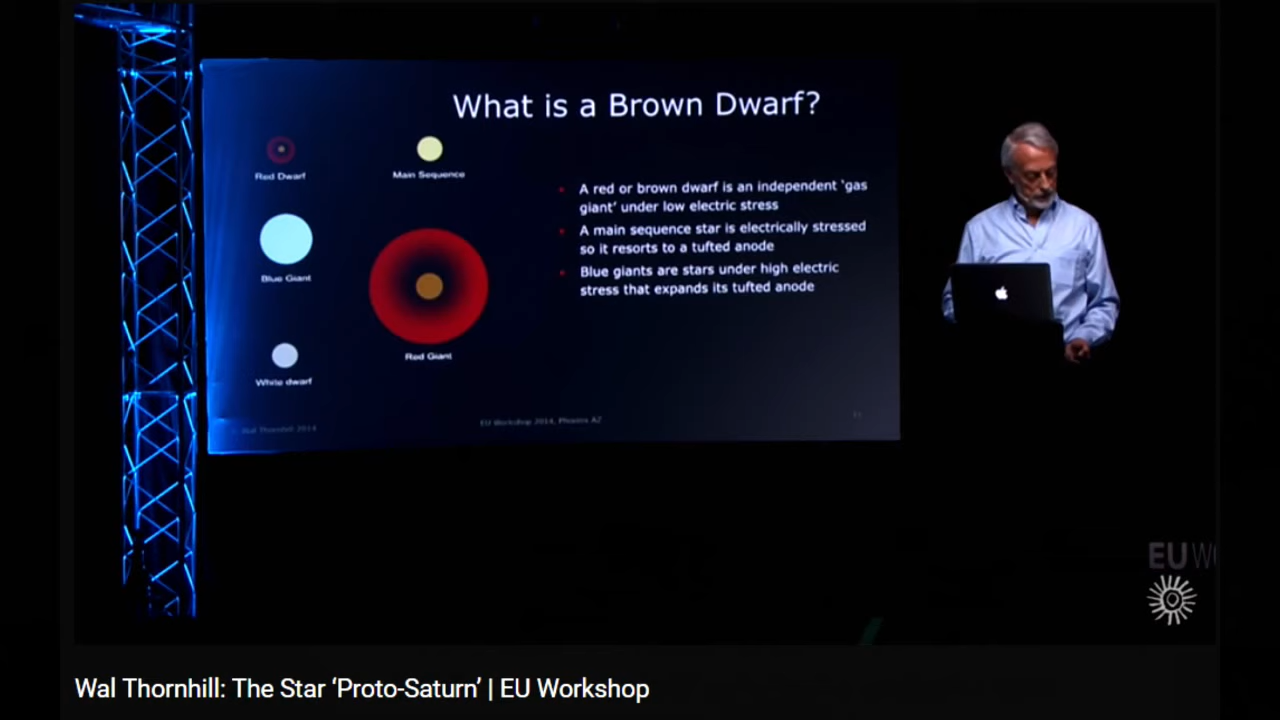 What is a Brown Dwarf?
Red Dwarf
Main Sequence
Blue Giant
Red Giant
White dwarf
A red or brown dwarf is an independent ‘gas
giant’ under low electric stress
A main sequence star is electrically stressed
so it resorts to a tufted anode
Blue giants are stars under high electric
stress that expands its tufted anode
© Wal Thornhill 2014
EU Workshop 2014, Phoenix AZ
EU W
Wal Thornhill: The Star ‘Proto-Saturn’ | EU Workshop